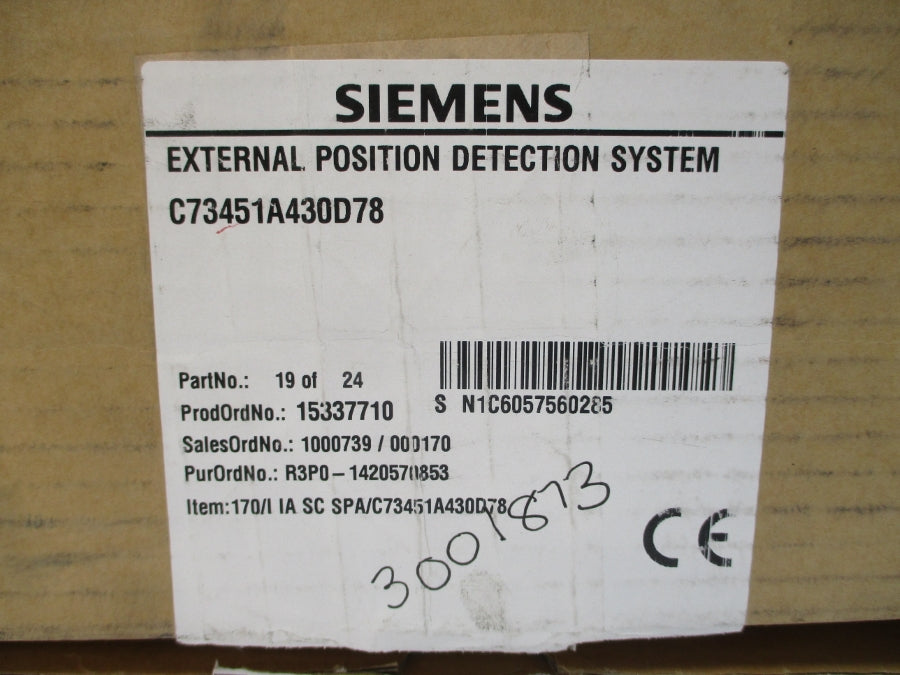 SIEMENS
EXTERNAL POSITION DETECTION SYSTEM
C73451A430D78
PartNo.: 19 of 24
S N1C6057560285
ProdOrdNo.: 15337710
SalesOrdNo.: 1000739 / 000170
PurOrdNo.: R3P0-1420570853
Item:170/I IA SC SPA/C73451A430D78
3001873
CE